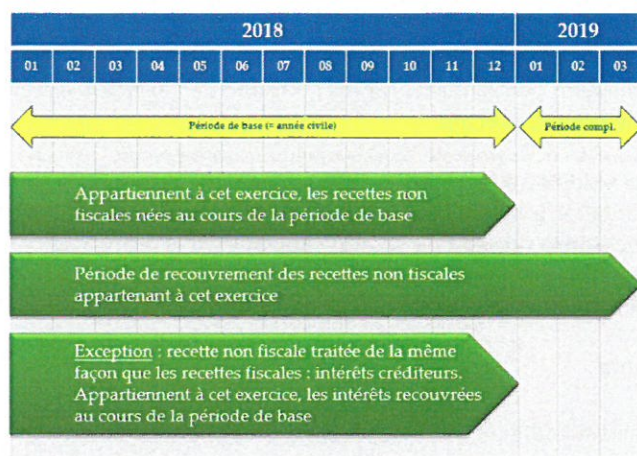 2018 2019
01 02 03 04 05 06 07 08 09 10 11 12 01 02 03
Période de base (= année civile) Période compl.
Appartiennent à cet exercice, les recettes non
fiscales nées au cours de la période de base
Période de recouvrement des recettes non fiscales
appartenant à cet exercice
Exception : recette non fiscale traitée de la même
façon que les recettes fiscales : intérêts créditeurs.
Appartiennent à cet exercice, les intérêts recouvrées
au cours de la période de base